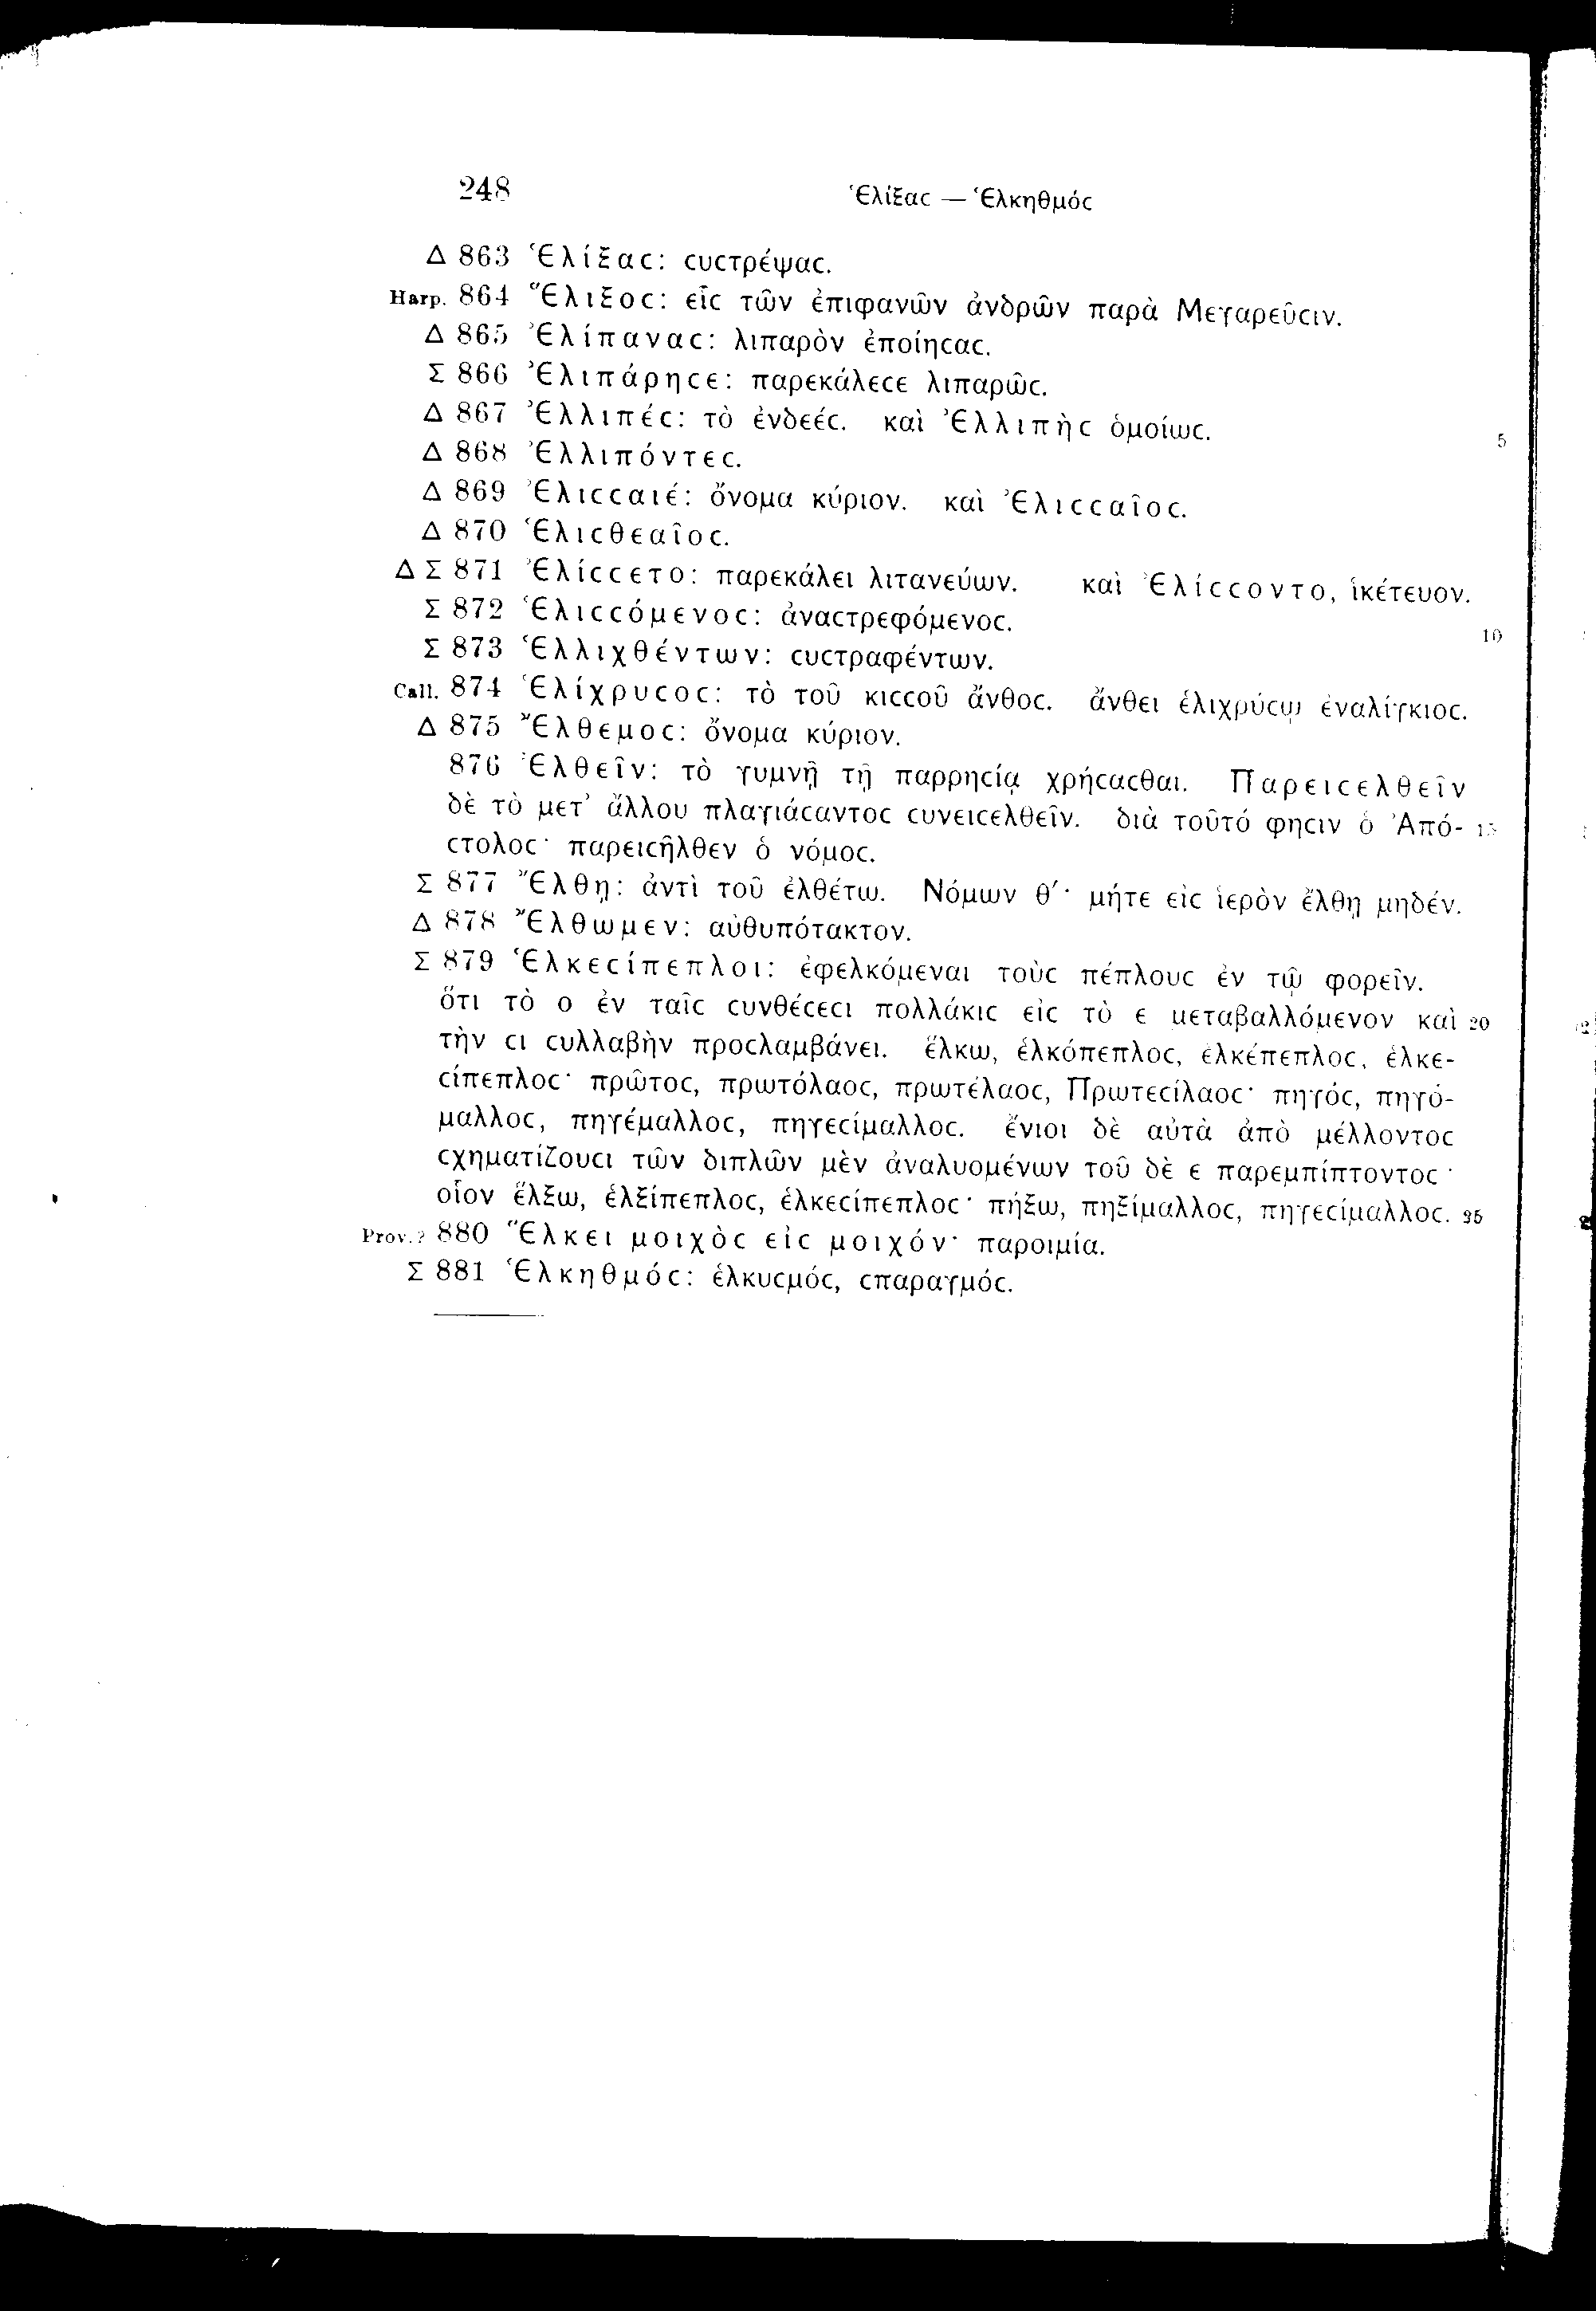 248 Ἑλίξαϲ — Ἑλκηθμόϲ
Δ 863 Ἑλίξαϲ: ϲυϲτρέψαϲ.
Harp. 864 Ἕλιξοϲ: εἷϲ τῶν ἐπιφανῶν ἀνδρῶν παρὰ Μεγαρεῦϲιν.
Δ 865 Ἐλίπαναϲ: λιπαρὸν ἐποίηϲαϲ.
Σ 866 Ἐλιπάρηϲε: παρεκάλεϲε λιπαρῶϲ.
Δ 867 Ἐλλιπέϲ: τὸ ἐνδεέϲ. καὶ Ἐλλιπὴϲ ὁμοίωϲ. 5
Δ 868 Ἐλλιπόντεϲ.
Δ 869 Ἐλιϲϲαιέ: ὄνομα κύριον. καὶ Ἐλιϲϲαῖοϲ.
Δ 870 Ἑλιϲθεαῖοϲ.
Δ Σ 871 Ἐλίϲϲετο: παρεκάλει λιτανεύων. καὶ Ἐλίϲϲοντο, ἱκέτευον.
Σ 872 Ἑλιϲϲόμενοϲ: ἀναϲτρεφόμενοϲ. 10
Σ 873 Ἑλλιχθέντων: ϲυϲτραφέντων.
Call. 874 Ἑλίχρυϲοϲ: τὸ τοῦ κιϲϲοῦ ἄνθοϲ. ἄνθει ἑλιχρύϲῳ ἐναλίγκιοϲ.
Δ 875 Ἔλθεμοϲ: ὄνομα κύριον.
876 Ἐλθεῖν: τὸ γυμνῇ τῇ παρρηϲίᾳ χρήϲαϲθαι. Παρειϲελθεῖν
δὲ τὸ μετ’ ἄλλου πλαγιάϲαντοϲ ϲυνειϲελθεῖν. διὰ τοῦτό φηϲιν ὁ Ἀπό- 15
ϲτολοϲ· παρειϲῆλθεν ὁ νόμοϲ.
Σ 877 Ἔλθῃ: ἀντὶ τοῦ ἐλθέτω. Νόμων θ′· μήτε εἰϲ ἱερὸν ἔλθῃ μηδέν.
Δ 878 Ἔλθωμεν: αὐθυπότακτον.
Σ 879 Ἑλκεϲίπεπλοι: ἐφελκόμεναι τοὺϲ πέπλουϲ ἐν τῷ φορεῖν.
ὅτι τὸ ο ἐν ταῖϲ ϲυνθέϲεϲι πολλάκιϲ εἰϲ τὸ ε μεταβαλλόμενον καὶ 20
τὴν ϲι ϲυλλαβὴν προϲλαμβάνει. ἕλκω, ἑλκόπεπλοϲ, ἑλκέπεπλοϲ, ἑλκε-
ϲίπεπλοϲ· πρῶτοϲ, πρωτόλαοϲ, πρωτέλαοϲ, Πρωτεϲίλαοϲ· πηγόϲ, πηγό-
μαλλοϲ, πηγέμαλλοϲ, πηγεϲίμαλλοϲ. ἔνιοι δὲ αὐτὰ ἀπὸ μέλλοντοϲ
ϲχηματίζουϲι τῶν διπλῶν μὲν ἀναλυομένων τοῦ δὲ ε παρεμπίπτοντοϲ·
οἷον ἕλξω, ἑλξίπεπλοϲ, ἑλκεϲίπεπλοϲ· πήξω, πηξίμαλλοϲ, πηγεϲίμαλλοϲ. 25
Prov.? 880 Ἕλκει μοιχὸϲ εἰϲ μοιχόν· παροιμία.
Σ 881 Ἑλκηθμόϲ: ἑλκυϲμόϲ, ϲπαραγμόϲ.